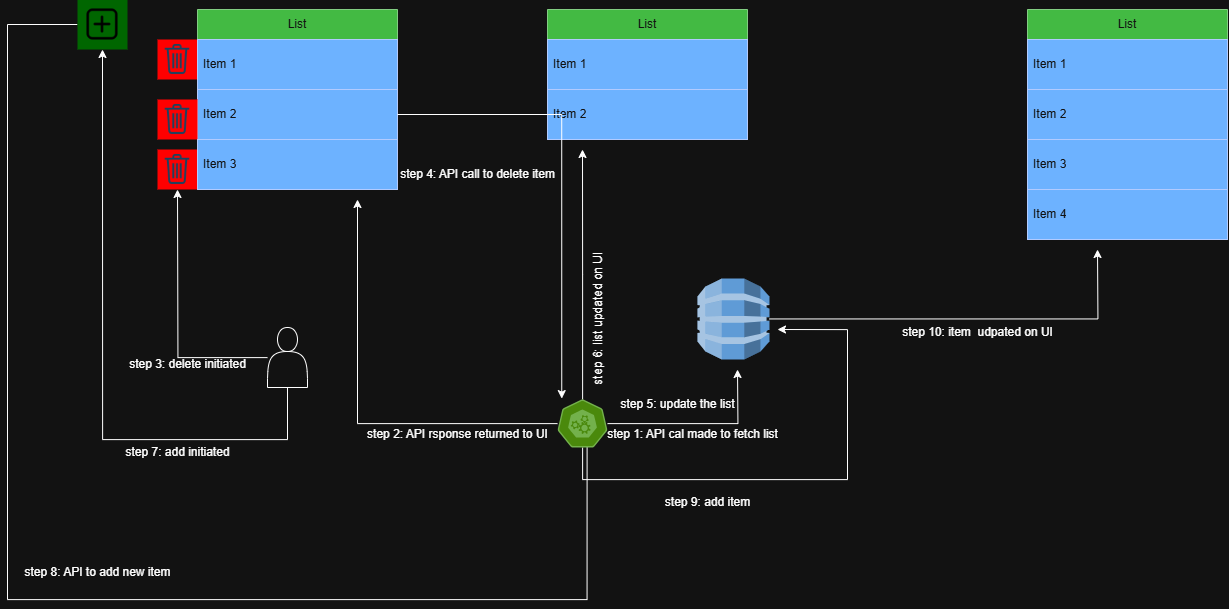 List
Item 1
Item 2
Item 3
List
Item 1
Item 2
List
Item 1
Item 2
Item 3
Item 4
step 4: API call to delete item
step 6: list updated on UI
step 10: item  udpated on UI
step 3: delete initiated
step 5: update the list
step 2: API rsponse returned to UI
step 1: API cal made to fetch list
step 7: add initiated
step 9: add item
step 8: API to add new item